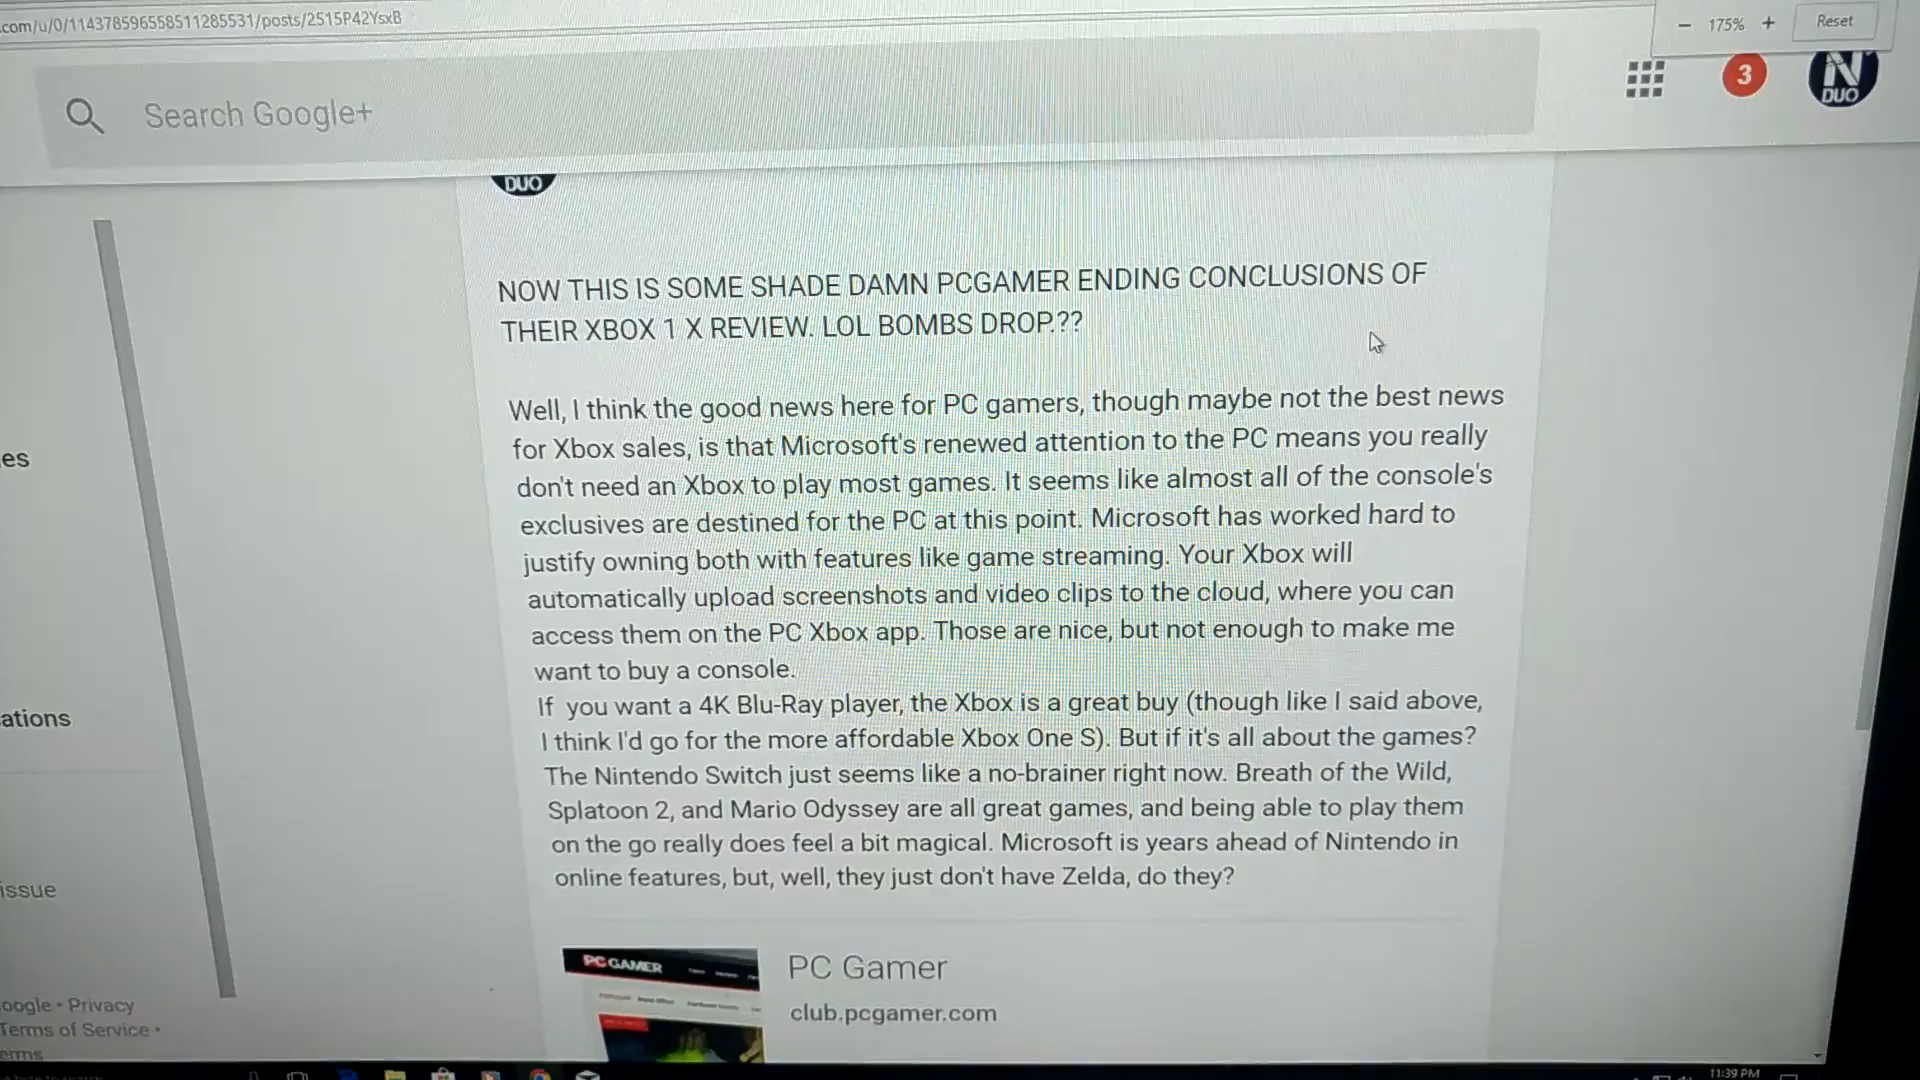 .com/u/0/114378596558511285531/posts/2515P42YsxB
− 175% + Reset
Search Google+
3
N
DUO
DUO
NOW THIS IS SOME SHADE DAMN PCGAMER ENDING CONCLUSIONS OF
THEIR XBOX 1 X REVIEW. LOL BOMBS DROP.??
Well, I think the good news here for PC gamers, though maybe not the best news
for Xbox sales, is that Microsoft's renewed attention to the PC means you really
don't need an Xbox to play most games. It seems like almost all of the console's
exclusives are destined for the PC at this point. Microsoft has worked hard to
justify owning both with features like game streaming. Your Xbox will
automatically upload screenshots and video clips to the cloud, where you can
access them on the PC Xbox app. Those are nice, but not enough to make me
want to buy a console.
If you want a 4K Blu-Ray player, the Xbox is a great buy (though like I said above,
I think I'd go for the more affordable Xbox One S). But if it's all about the games?
The Nintendo Switch just seems like a no-brainer right now. Breath of the Wild,
Splatoon 2, and Mario Odyssey are all great games, and being able to play them
on the go really does feel a bit magical. Microsoft is years ahead of Nintendo in
online features, but, well, they just don't have Zelda, do they?
es
ations
issue
oogle • Privacy
Terms of Service •
erms
PC GAMER
PC Gamer
club.pcgamer.com
11:39 PM